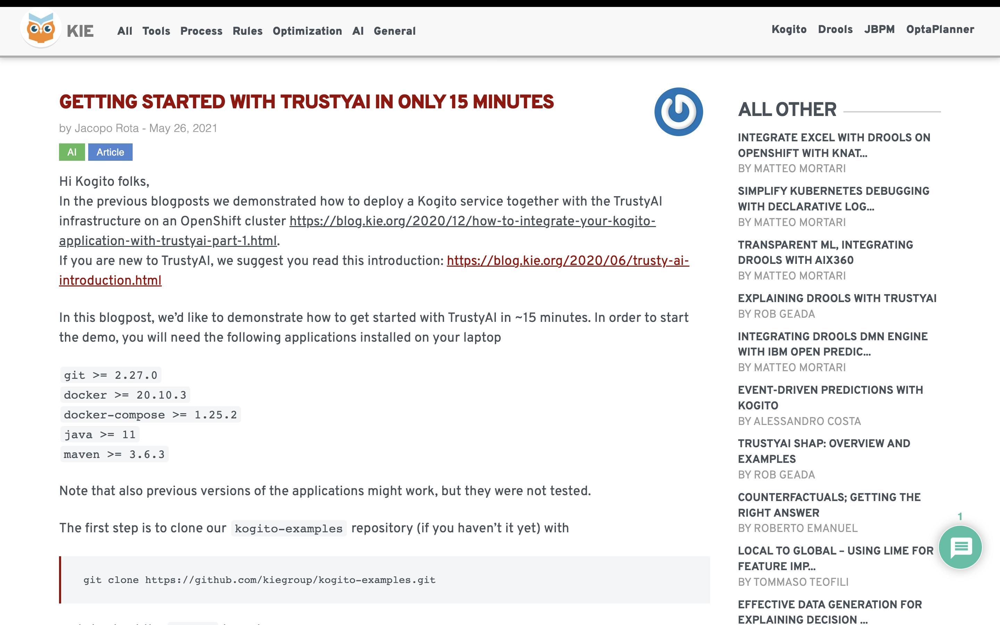 KIE
All Tools Process Rules Optimization AI General
Kogito Drools JBPM OptaPlanner
GETTING STARTED WITH TRUSTYAI IN ONLY 15 MINUTES
by Jacopo Rota - May 26, 2021
AI Article
Hi Kogito folks,
In the previous blogposts we demonstrated how to deploy a Kogito service together with the TrustyAI
infrastructure on an OpenShift cluster https://blog.kie.org/2020/12/how-to-integrate-your-kogito-
application-with-trustyai-part-1.html.
If you are new to TrustyAI, we suggest you read this introduction: https://blog.kie.org/2020/06/trusty-ai-
introduction.html
In this blogpost, we’d like to demonstrate how to get started with TrustyAI in ~15 minutes. In order to start
the demo, you will need the following applications installed on your laptop
git >= 2.27.0
docker >= 20.10.3
docker-compose >= 1.25.2
java >= 11
maven >= 3.6.3
Note that also previous versions of the applications might work, but they were not tested.
The first step is to clone our kogito-examples repository (if you haven’t it yet) with
git clone https://github.com/kiegroup/kogito-examples.git
ALL OTHER
INTEGRATE EXCEL WITH DROOLS ON
OPENSHIFT WITH KNAT...
BY MATTEO MORTARI
SIMPLIFY KUBERNETES DEBUGGING
WITH DECLARATIVE LOG...
BY MATTEO MORTARI
TRANSPARENT ML, INTEGRATING
DROOLS WITH AIX360
BY MATTEO MORTARI
EXPLAINING DROOLS WITH TRUSTYAI
BY ROB GEADA
INTEGRATING DROOLS DMN ENGINE
WITH IBM OPEN PREDIC...
BY MATTEO MORTARI
EVENT-DRIVEN PREDICTIONS WITH
KOGITO
BY ALESSANDRO COSTA
TRUSTYAI SHAP: OVERVIEW AND
EXAMPLES
BY ROB GEADA
COUNTERFACTUALS; GETTING THE
RIGHT ANSWER
BY ROBERTO EMANUEL
1
LOCAL TO GLOBAL – USING LIME FOR
FEATURE IMP...
BY TOMMASO TEOFILI
EFFECTIVE DATA GENERATION FOR
EXPLAINING DECISION ...